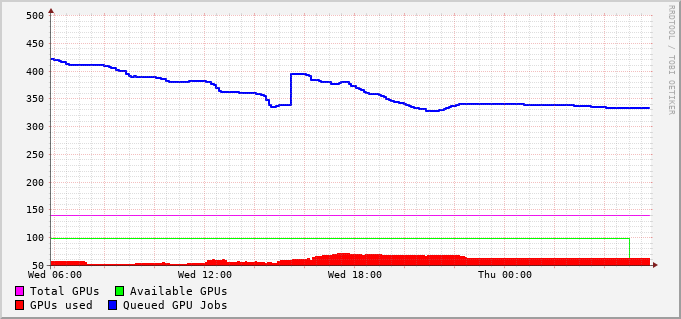 500
450
400
350
300
250
200
150
100
50
Wed 06:00 Wed 12:00 Wed 18:00 Thu 00:00
Total GPUs Available GPUs
GPUs used Queued GPU Jobs
RRDTOOL / TOBI OETIKER